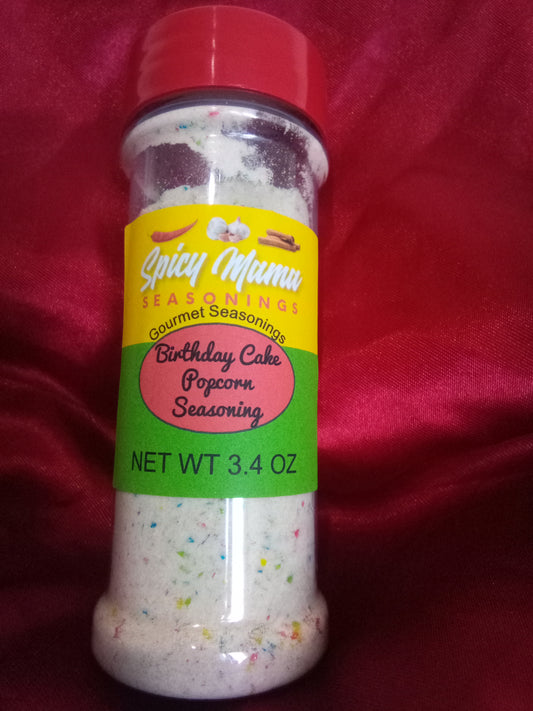 Spicy Mama
SEASONINGS
Gourmet Seasonings
Birthday Cake
Popcorn
Seasoning
NET WT 3.4 OZ